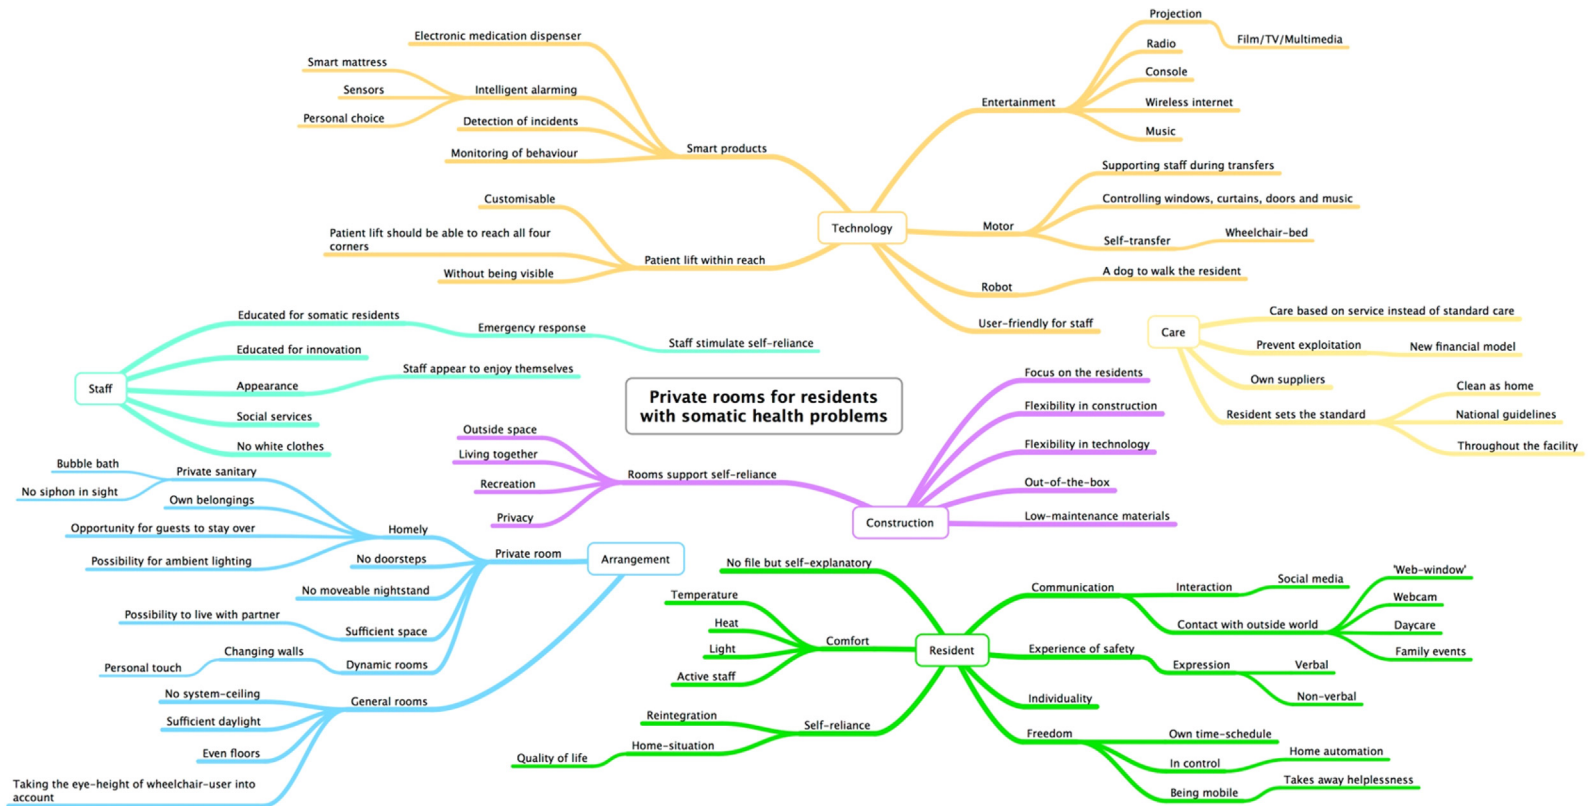 Private rooms for residents
with somatic health problems
Technology
Smart products
Electronic medication dispenser
Intelligent alarming
Smart mattress
Sensors
Personal choice
Detection of incidents
Monitoring of behaviour
Patient lift within reach
Customisable
Patient lift should be able to reach all four
corners
Without being visible
Entertainment
Projection
Film/TV/Multimedia
Radio
Console
Wireless internet
Music
Motor
Supporting staff during transfers
Controlling windows, curtains, doors and music
Self-transfer
Wheelchair-bed
Robot
A dog to walk the resident
User-friendly for staff
Care
Care based on service instead of standard care
Prevent exploitation
New financial model
Own suppliers
Resident sets the standard
Clean as home
National guidelines
Throughout the facility
Staff
Educated for somatic residents
Emergency response
Staff stimulate self-reliance
Educated for innovation
Appearance
Staff appear to enjoy themselves
Social services
No white clothes
Construction
Rooms support self-reliance
Outside space
Living together
Recreation
Privacy
Focus on the residents
Flexibility in construction
Flexibility in technology
Out-of-the-box
Low-maintenance materials
Arrangement
Private room
Homely
Private sanitary
Bubble bath
No siphon in sight
Own belongings
Opportunity for guests to stay over
Possibility for ambient lighting
No doorsteps
No moveable nightstand
Sufficient space
Possibility to live with partner
Dynamic rooms
Changing walls
Personal touch
General rooms
No system-ceiling
Sufficient daylight
Even floors
Taking the eye-height of wheelchair-user into
account
Resident
No file but self-explanatory
Comfort
Temperature
Heat
Light
Active staff
Self-reliance
Reintegration
Home-situation
Quality of life
Communication
Interaction
Social media
Contact with outside world
'Web-window'
Webcam
Daycare
Family events
Experience of safety
Expression
Verbal
Non-verbal
Individuality
Freedom
Own time-schedule
In control
Home automation
Being mobile
Takes away helplessness